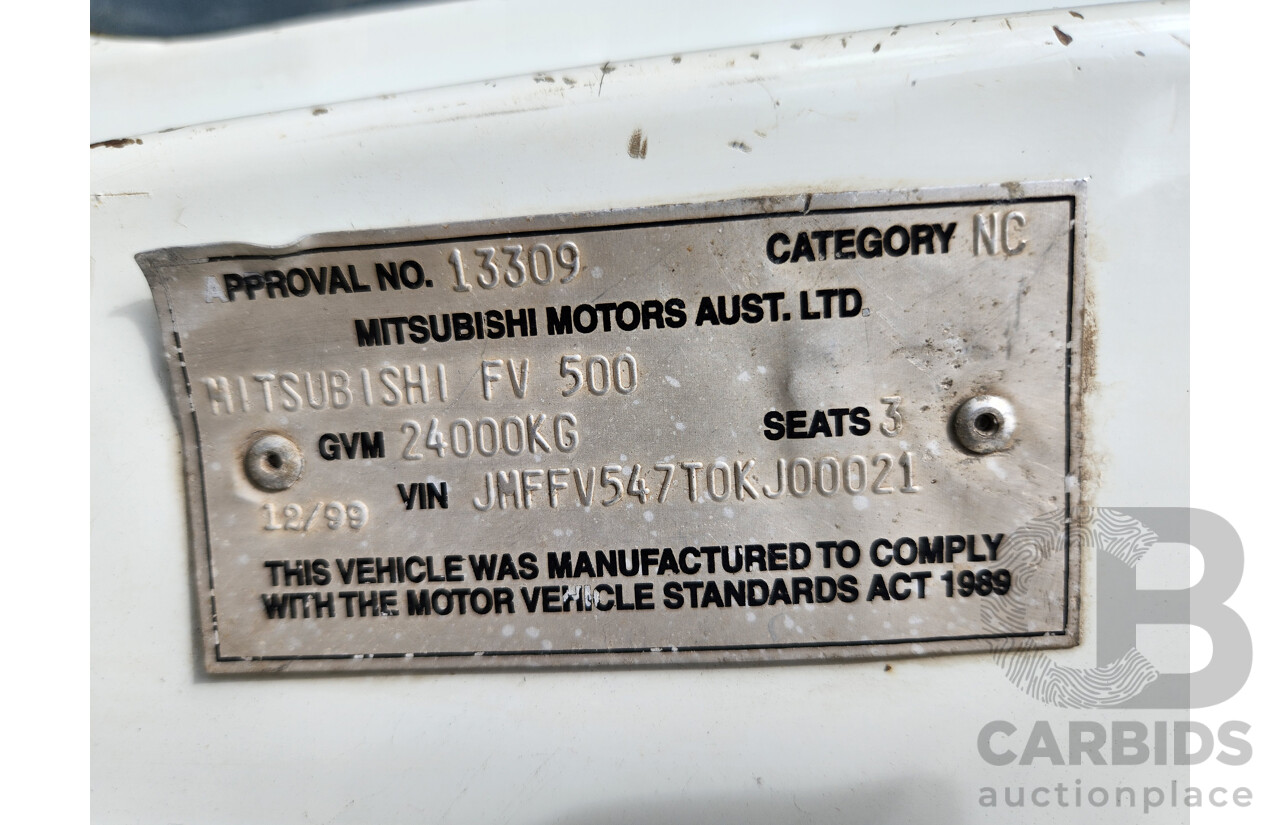 APPROVAL NO. 13309 CATEGORY NC
MITSUBISHI MOTORS AUST. LTD.
MITSUBISHI FV 500
GVM 24000KG SEATS 3
12/99 VIN JMFFV547T0KJ00021
THIS VEHICLE WAS MANUFACTURED TO COMPLY
WITH THE MOTOR VEHICLE STANDARDS ACT 1989
CB
CARBIDS
auctionplace